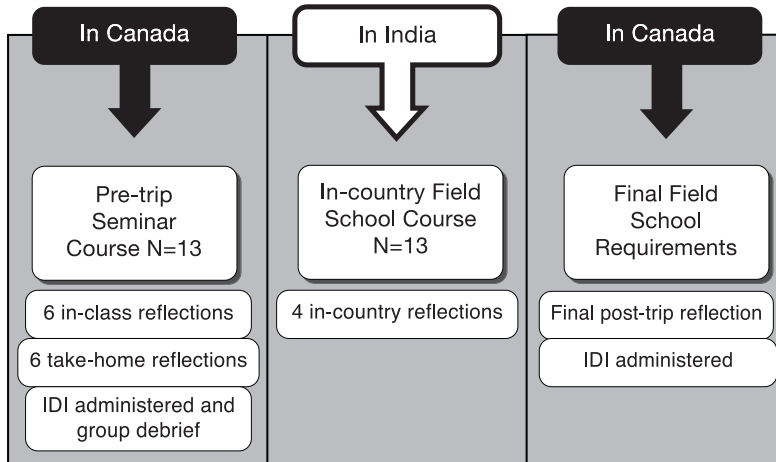 In Canada
Pre-trip
Seminar
Course N=13
6 in-class reflections
6 take-home reflections
IDI administered and
group debrief
In India
In-country Field
School Course
N=13
4 in-country reflections
In Canada
Final Field
School
Requirements
Final post-trip reflection
IDI administered